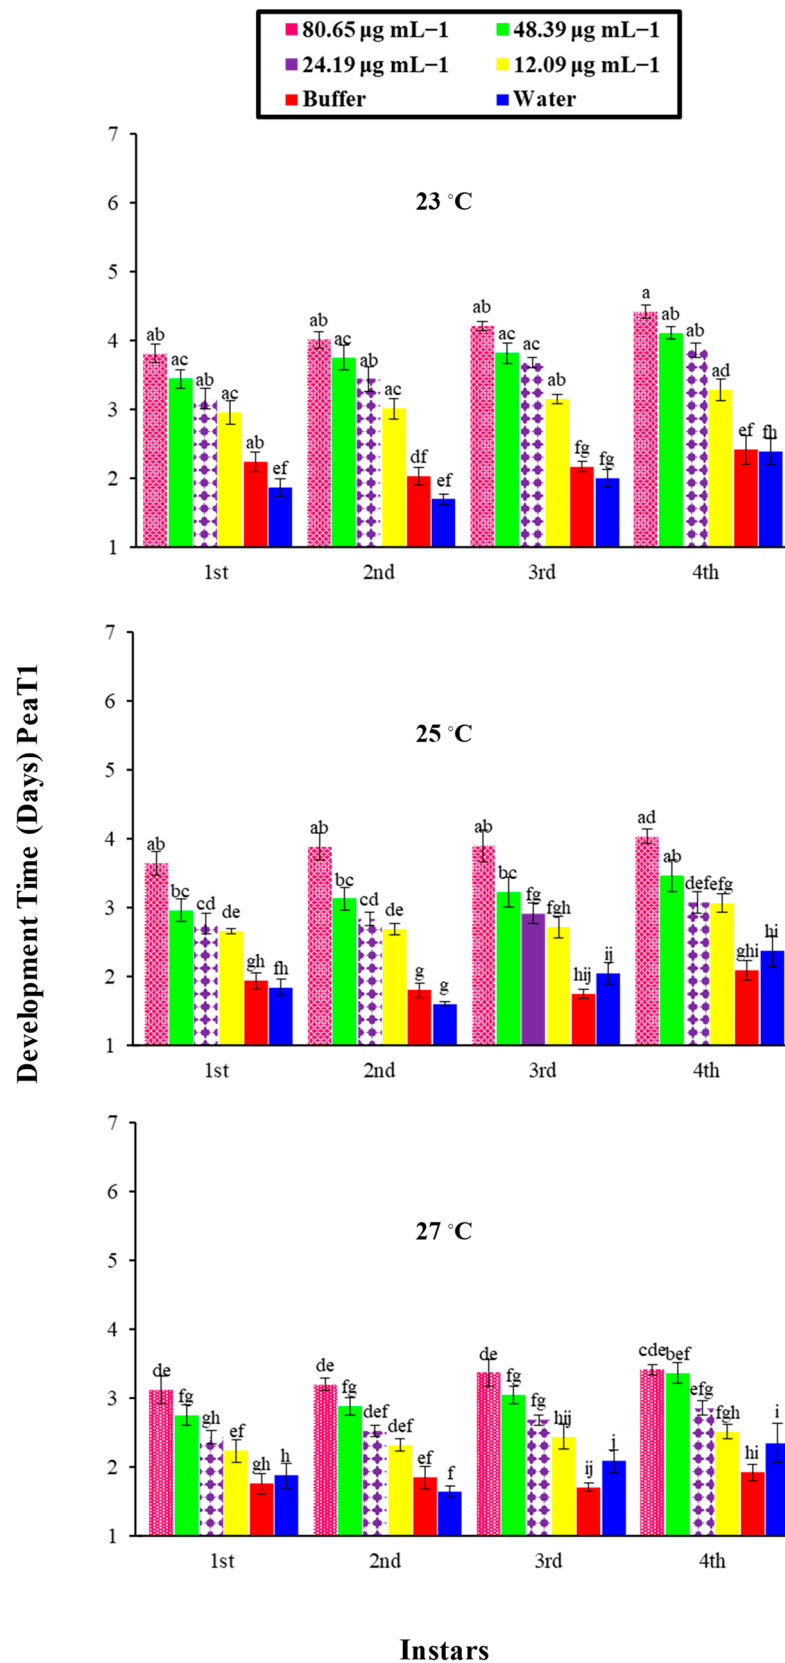 80.65 µg mL−1 48.39 µg mL−1
24.19 µg mL−1 12.09 µg mL−1
Buffer Water
Development Time (Days) PeaT1
23 °C
7
6
5
4
3
2
1
ab ac ab ac ab ef
ab ac ab ac df ef
ab ac ac ab fg fg
a ab ab ad ef fh
1st 2nd 3rd 4th
25 °C
7
6
5
4
3
2
1
ab bc cd de gh fh
ab bc cd de g g
ab bc fg fgh hij ij
ad ab def efg ghi hi
1st 2nd 3rd 4th
27 °C
7
6
5
4
3
2
1
de fg gh ef gh h
de fg def def ef f
de fg fg hij ij j
cde bef efg fgh hi i
1st 2nd 3rd 4th
Instars